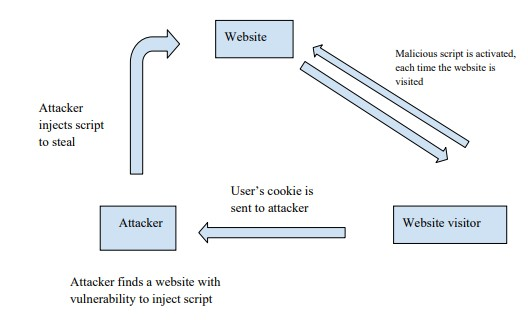 Website
Malicious script is activated,
each time the website is
visited
Attacker
injects script
to steal
User's cookie is
sent to attacker
Attacker
Website visitor
Attacker finds a website with
vulnerability to inject script